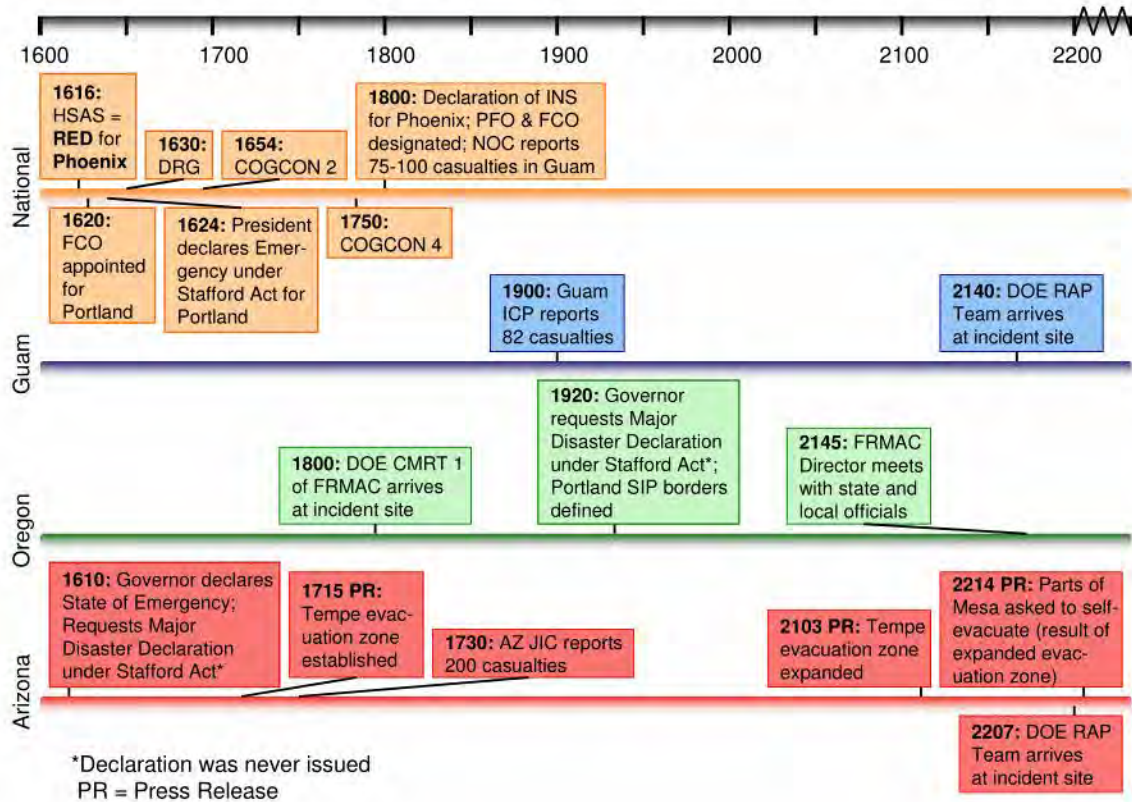 1600 1700 1800 1900 2000 2100 2200
National
1616:
HSAS =
RED for
Phoenix
1630:
DRG
1654:
COGCON 2
1800: Declaration of INS
for Phoenix; PFO & FCO
designated; NOC reports
75-100 casualties in Guam
1620:
FCO
appointed
for
Portland
1624: President
declares Emer-
gency under
Stafford Act for
Portland
1750:
COGCON 4
Guam
1900: Guam
ICP reports
82 casualties
2140: DOE RAP
Team arrives
at incident site
Oregon
1800: DOE CMRT 1
of FRMAC arrives
at incident site
1920: Governor
requests Major
Disaster Declaration
under Stafford Act*;
Portland SIP borders
defined
2145: FRMAC
Director meets
with state and
local officials
Arizona
1610: Governor declares
State of Emergency;
Requests Major
Disaster Declaration
under Stafford Act*
1715 PR:
Tempe evac-
uation zone
established
1730: AZ JIC reports
200 casualties
2103 PR: Tempe
evacuation zone
expanded
2214 PR: Parts of
Mesa asked to self-
evacuate (result of
expanded evac-
uation zone)
2207: DOE RAP
Team arrives
at incident site
*Declaration was never issued
PR = Press Release